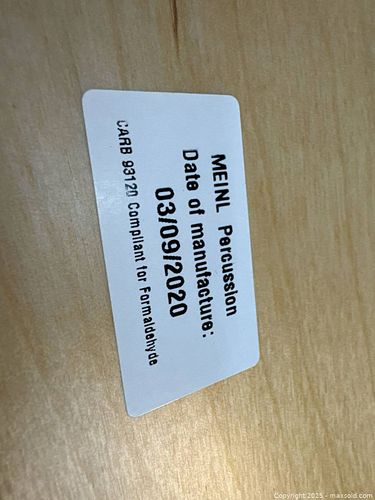 MEINL Percussion
Date of manufacture:
03/09/2020
CARB 93120 Compliant for Formaldehyde
Copyright 2025 - maxsold.com